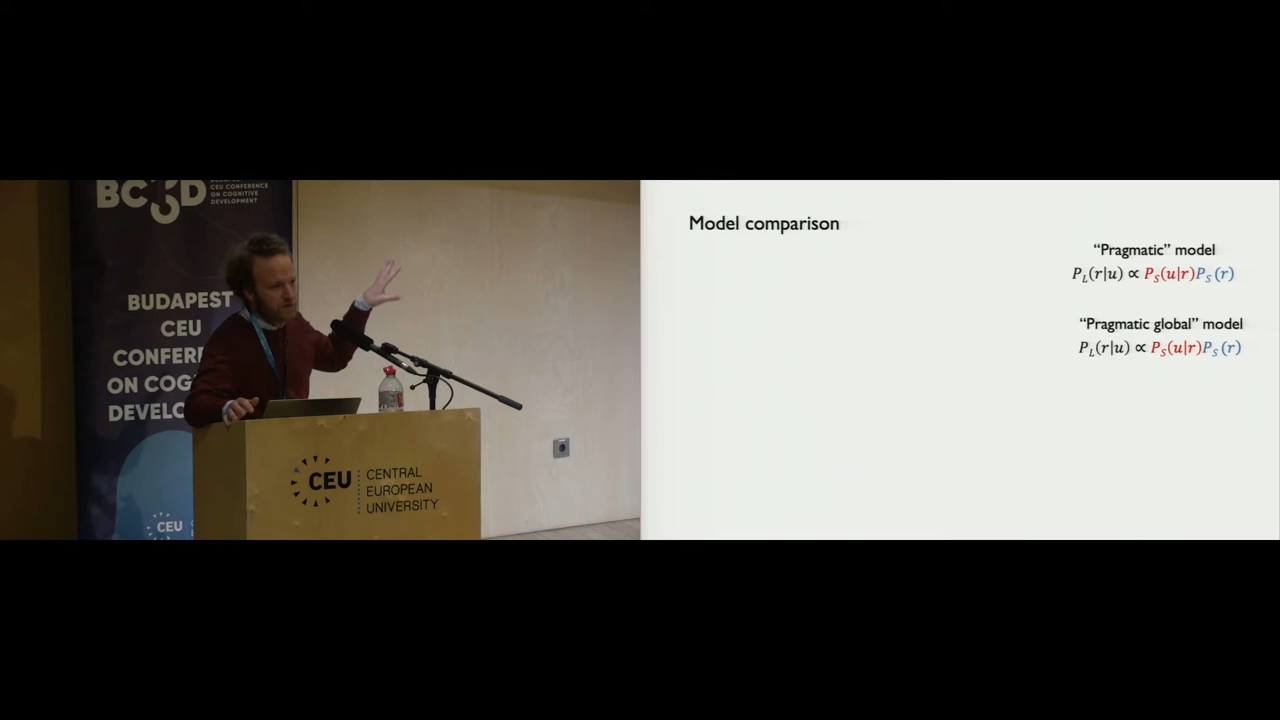 BC D
CEU CONFERENCE
ON COGNITIVE
DEVELOPMENT
BUDAPEST
CEU
CONFER
ON COG
DEVELO
CEU
CEU
CENTRAL
EUROPEAN
UNIVERSITY
Model comparison
“Pragmatic” model
P_L(r|u) ∝ P_S(u|r)P_S(r)
“Pragmatic global” model
P_L(r|u) ∝ P_S(u|r)P_S(r)